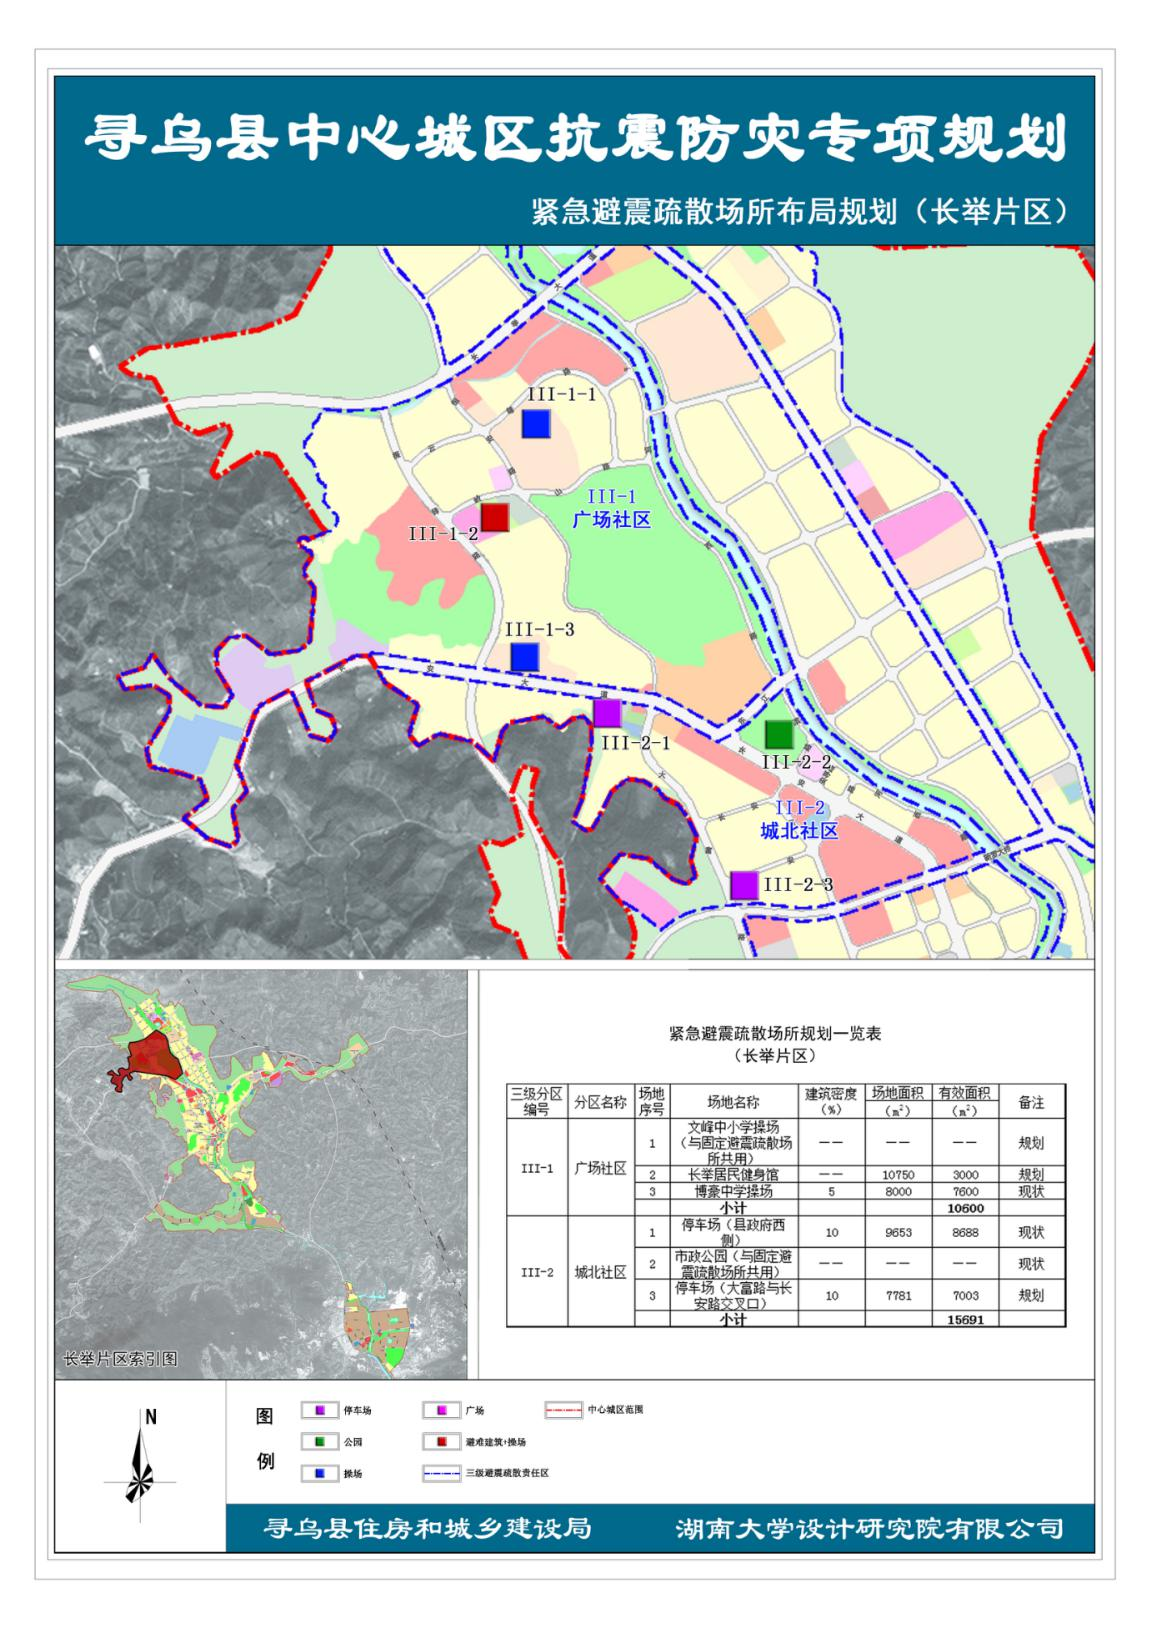 寻乌县中心城区抗震防灾专项规划
紧急避震疏散场所布局规划（长举片区）
III-1-1
III-1
广场社区
III-1-2
III-1-3
III-2-1
III-2-2
III-2
城北社区
III-2-3
长举片区索引图
紧急避震疏散场所规划一览表
（长举片区）
三级分区编号 分区名称 场地序号 场地名称 建筑密度（%） 场地面积（㎡） 有效面积（㎡） 备注
III-1 广场社区 1 文峰中小学操场（与固定避震疏散场所共用） —— —— —— 规划
2 长举居民健身馆 —— 10750 3000 规划
3 博豪中学操场 5 8000 7600 现状
小计 10600
III-2 城北社区 1 停车场（县政府西侧） 10 9653 8688 现状
2 市政公园（与固定避震疏散场所共用） —— —— —— 现状
3 停车场（大富路与长安路交叉口） 10 7781 7003 规划
小计 15691
N
图例
停车场 广场 中心城区范围
公园 避难建筑+操场
操场 三级避震疏散责任区
寻乌县住房和城乡建设局 湖南大学设计研究院有限公司